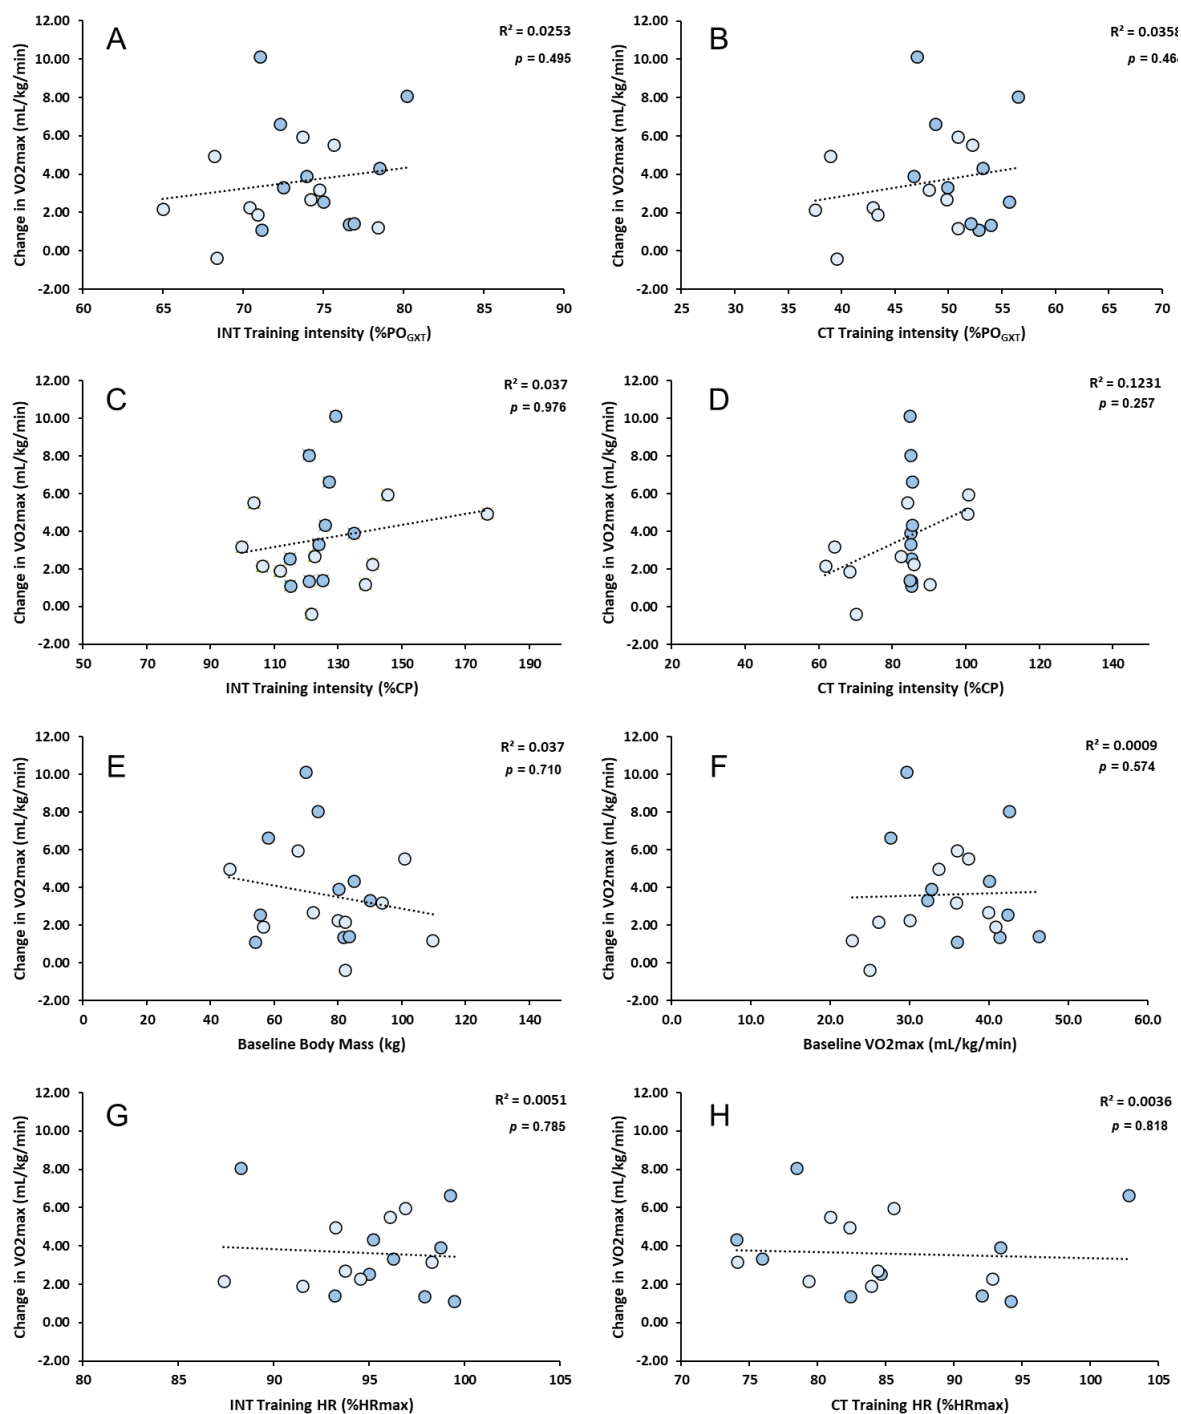 A
R² = 0.0253
p = 0.495
Change in VO2max (mL/kg/min)
12.00
10.00
8.00
6.00
4.00
2.00
0.00
-2.00
60 65 70 75 80 85 90
INT Training intensity (%PO_GXT)
B
R² = 0.0358
p = 0.464
Change in VO2max (mL/kg/min)
12.00
10.00
8.00
6.00
4.00
2.00
0.00
-2.00
25 30 35 40 45 50 55 60 65 70
CT Training intensity (%PO_GXT)
C
R² = 0.037
p = 0.976
Change in VO2max (mL/kg/min)
12.00
10.00
8.00
6.00
4.00
2.00
0.00
-2.00
50 70 90 110 130 150 170 190
INT Training intensity (%CP)
D
R² = 0.1231
p = 0.257
Change in VO2max (mL/kg/min)
12.00
10.00
8.00
6.00
4.00
2.00
0.00
-2.00
20 40 60 80 100 120 140
CT Training intensity (%CP)
E
R² = 0.037
p = 0.710
Change in VO2max (mL/kg/min)
12.00
10.00
8.00
6.00
4.00
2.00
0.00
-2.00
0 20 40 60 80 100 120 140
Baseline Body Mass (kg)
F
R² = 0.0009
p = 0.574
Change in VO2max (mL/kg/min)
12.00
10.00
8.00
6.00
4.00
2.00
0.00
-2.00
0.0 10.0 20.0 30.0 40.0 50.0 60.0
Baseline VO2max (mL/kg/min)
G
R² = 0.0051
p = 0.785
Change in VO2max (mL/kg/min)
12.00
10.00
8.00
6.00
4.00
2.00
0.00
-2.00
80 85 90 95 100 105
INT Training HR (%HRmax)
H
R² = 0.0036
p = 0.818
Change in VO2max (mL/kg/min)
12.00
10.00
8.00
6.00
4.00
2.00
0.00
-2.00
70 75 80 85 90 95 100 105
CT Training HR (%HRmax)